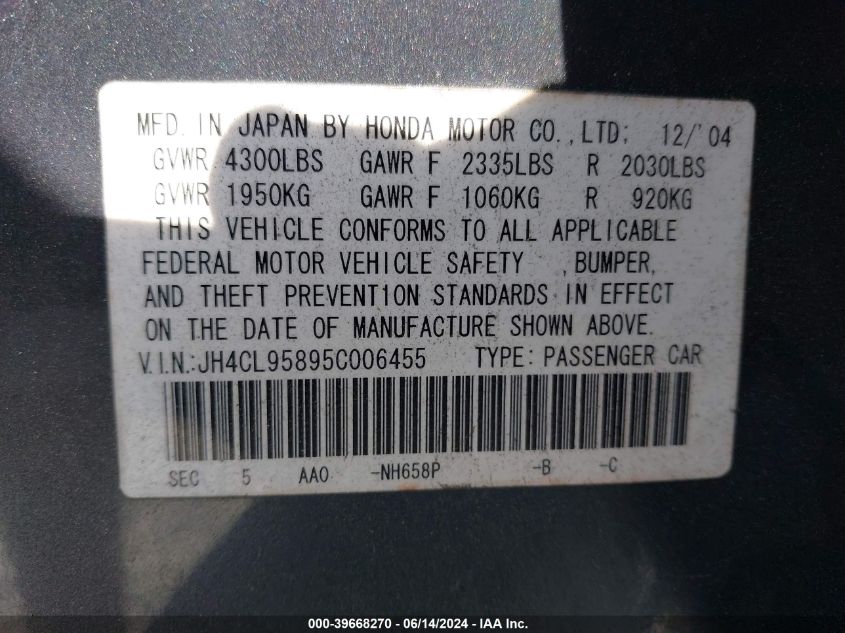 MFD. IN JAPAN BY HONDA MOTOR CO.,LTD; 12/'04
GVWR 4300LBS GAWR F 2335LBS R 2030LBS
GVWR 1950KG GAWR F 1060KG R 920KG
THIS VEHICLE CONFORMS TO ALL APPLICABLE
FEDERAL MOTOR VEHICLE SAFETY ,BUMPER,
AND THEFT PREVENT1ON STANDARDS IN EFFECT
ON THE DATE OF MANUFACTURE SHOWN ABOVE.
V.I.N.:JH4CL95895C006455 TYPE: PASSENGER CAR
SEC 5 AA0 -NH658P -B -C
000-39668270 - 06/14/2024 - IAA Inc.